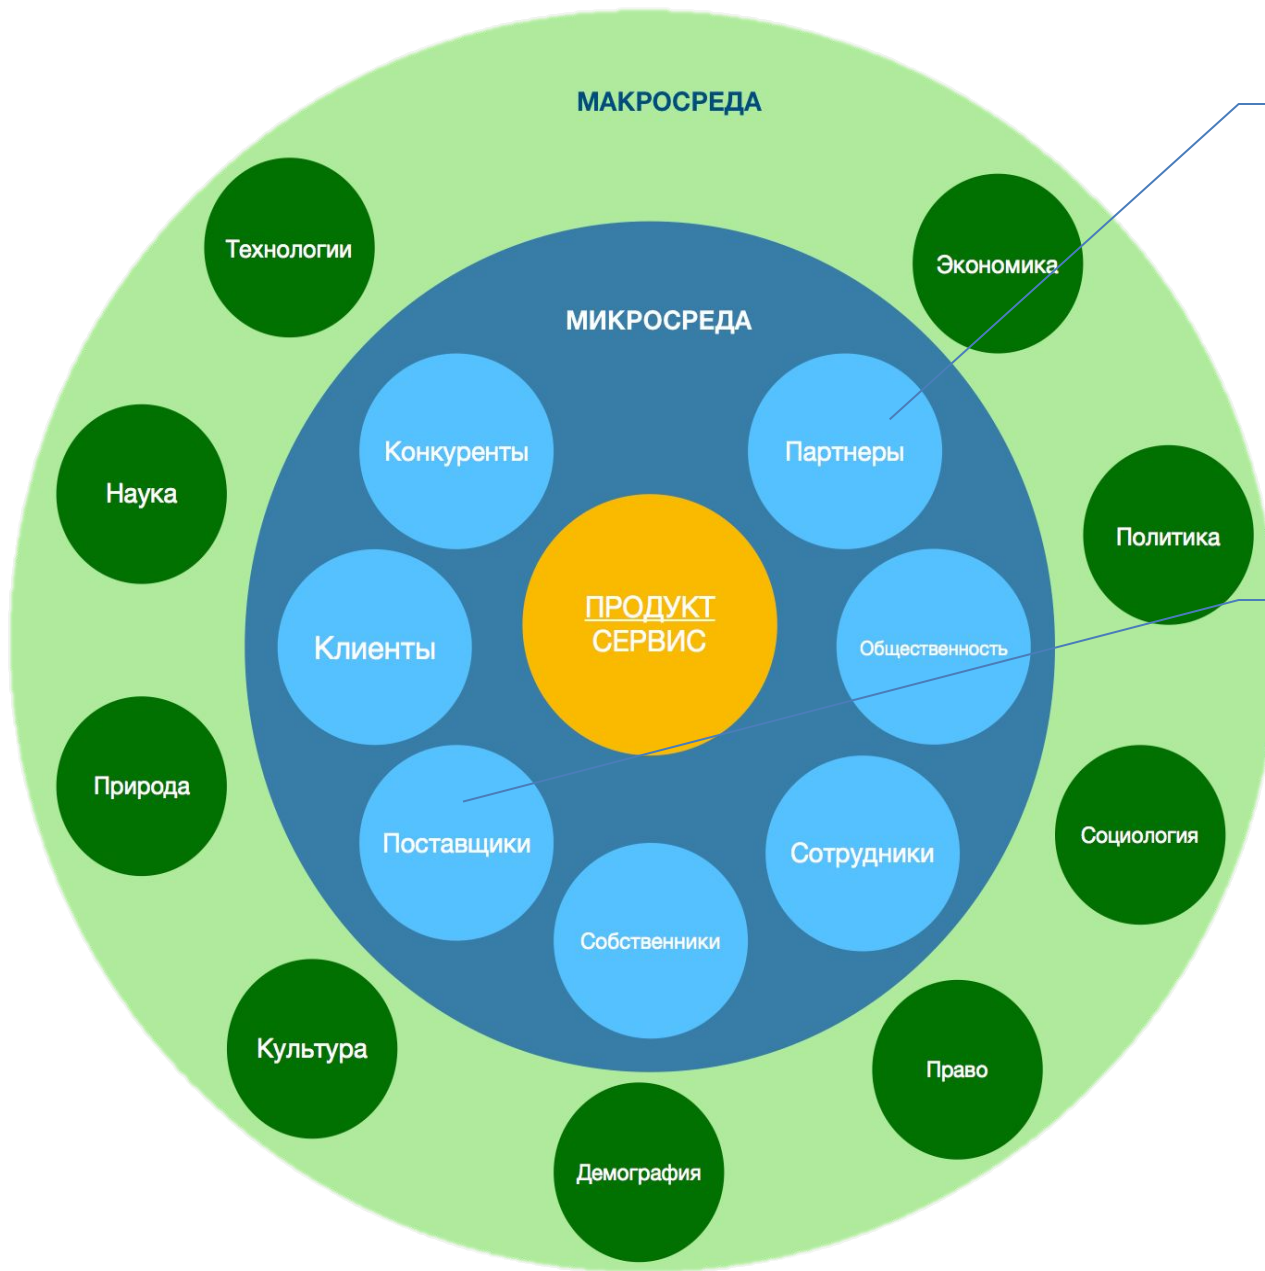 МАКРОСРЕДА
Технологии
Экономика
МИКРОСРЕДА
Конкуренты
Партнеры
Наука
Политика
ПРОДУКТ
СЕРВИС
Клиенты
Общественность
Природа
Поставщики
Сотрудники
Социология
Собственники
Культура
Право
Демография